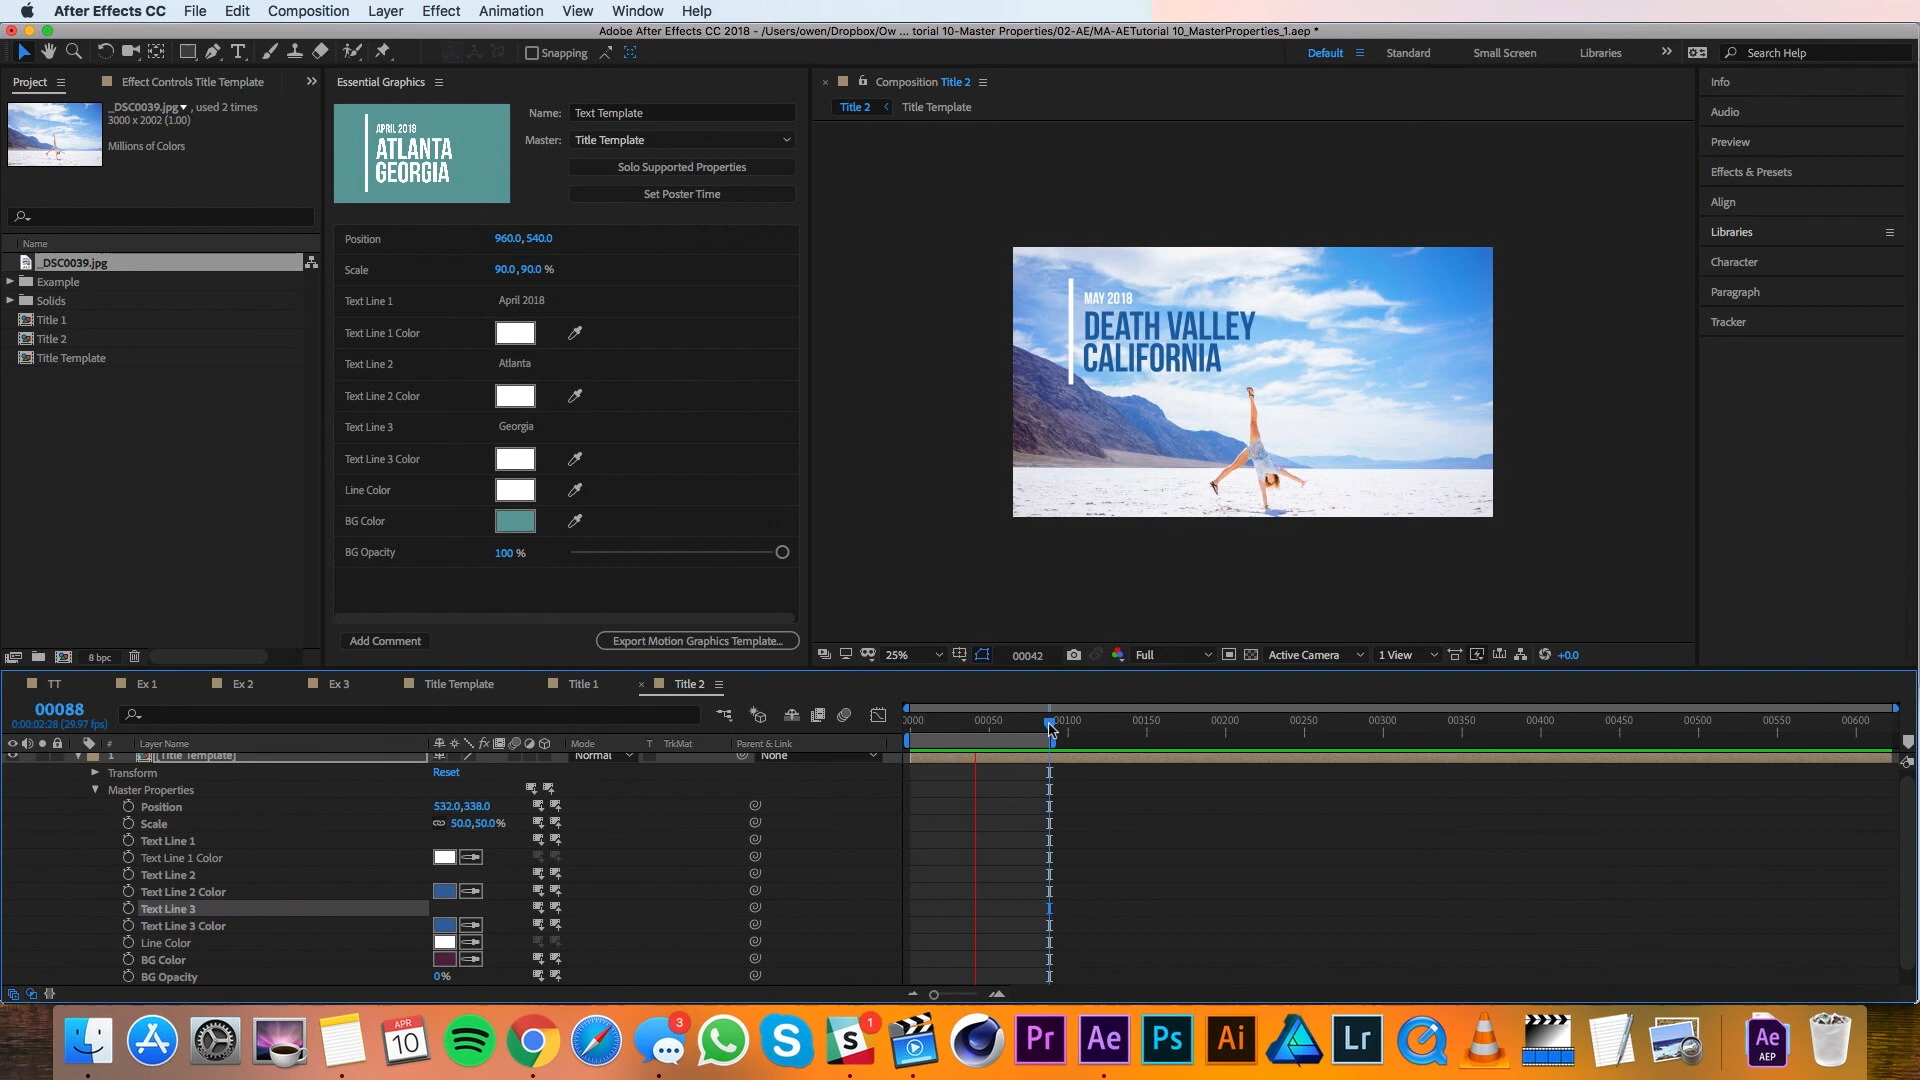 After Effects CC File Edit Composition Layer Effect Animation View Window Help
Adobe After Effects CC 2018 - /Users/owen/Dropbox/Ow ... torial 10-Master Properties/02-AE/MA-AETutorial 10_MasterProperties_1.aep *
Snapping Default Standard Small Screen Libraries Search Help
Project Effect Controls Title Template
_DSC0039.jpg , used 2 times
3000 x 2002 (1.00)
Millions of Colors
Name
_DSC0039.jpg
Example
Solids
Title 1
Title 2
Title Template
8 bpc
Essential Graphics
APRIL 2018
ATLANTA
GEORGIA
Name: Text Template
Master: Title Template
Solo Supported Properties
Set Poster Time
Position 960.0, 540.0
Scale 90.0, 90.0 %
Text Line 1 April 2018
Text Line 1 Color
Text Line 2 Atlanta
Text Line 2 Color
Text Line 3 Georgia
Text Line 3 Color
Line Color
BG Color
BG Opacity 100 %
Add Comment Export Motion Graphics Template...
Composition Title 2
Title 2 Title Template
MAY 2018
DEATH VALLEY
CALIFORNIA
25% 00042 Full Active Camera 1 View +0.0
Info
Audio
Preview
Effects & Presets
Align
Libraries
Character
Paragraph
Tracker
TT Ex 1 Ex 2 Ex 3 Title Template Title 1 Title 2
00088
0:00:02:28 (29.97 fps)
0000 00050 00100 00150 00200 00250 00300 00350 00400 00450 00500 00550 00600
# Layer Name Mode T TrkMat Parent & Link
1 [Title Template] Normal None
Transform Reset
Master Properties
Position 532.0,338.0
Scale 50.0,50.0%
Text Line 1
Text Line 1 Color
Text Line 2
Text Line 2 Color
Text Line 3
Text Line 3 Color
Line Color
BG Color
BG Opacity 0%
APR
10
3
1
Pr Ae Ps Ai Lr Ae
AEP